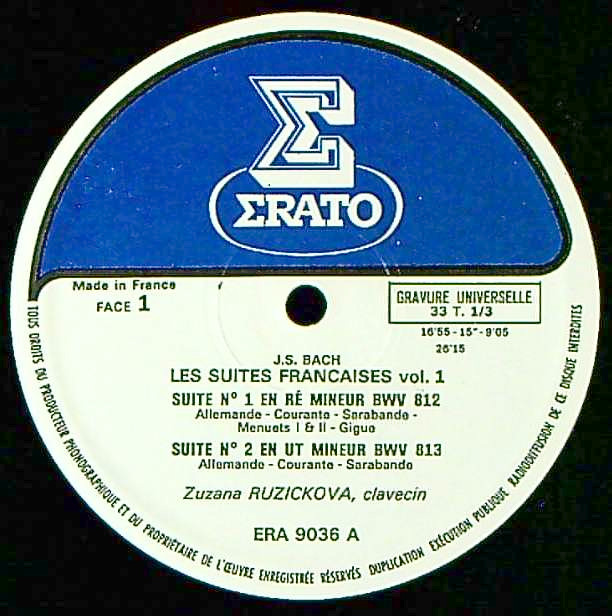 ΣRATO
Made in France
FACE 1
GRAVURE UNIVERSELLE
33 T. 1/3
16'55 - 15" - 9'05
26'15
J.S. BACH
LES SUITES FRANCAISES vol. 1
SUITE N° 1 EN RÉ MINEUR BWV 812
Allemande - Courante - Sarabande -
Menuets I & II - Gigue
SUITE N° 2 EN UT MINEUR BWV 813
Allemande - Courante - Sarabande
Zuzana RUZICKOVA, clavecin
ERA 9036 A
TOUS DROITS DU PRODUCTEUR PHONOGRAPHIQUE ET DU PROPRIÉTAIRE DE L'ŒUVRE ENREGISTRÉE RÉSERVÉS DUPLICATION EXÉCUTION PUBLIQUE RADIODIFFUSION DE CE DISQUE INTERDITES